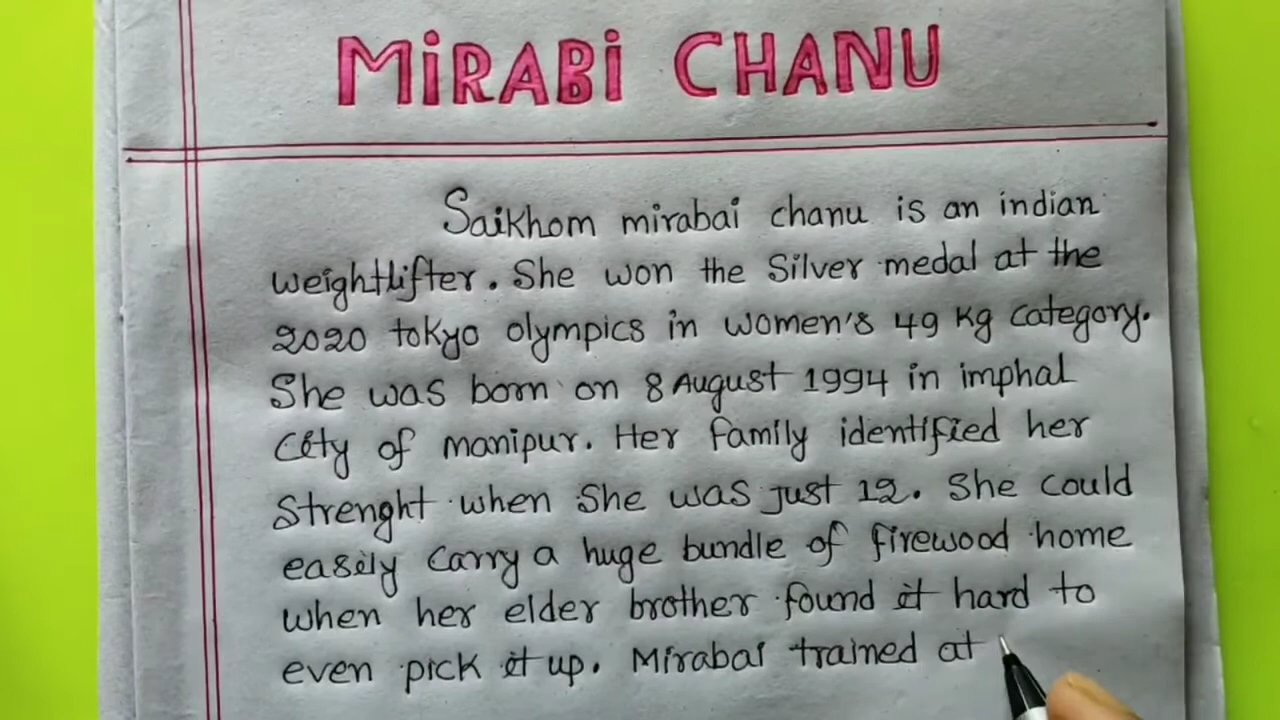 MiRABi CHANU
Saikhom mirabai chanu is an indian
weightlifter. She won the Silver medal at the
2020 tokyo olympics in women's 49 kg category.
She was born on 8 August 1994 in imphal
City of manipur. Her family identified her
Strenght when She was just 12. She could
easily carry a huge bundle of firewood home
when her elder brother found it hard to
even pick it up. Mirabai trained at